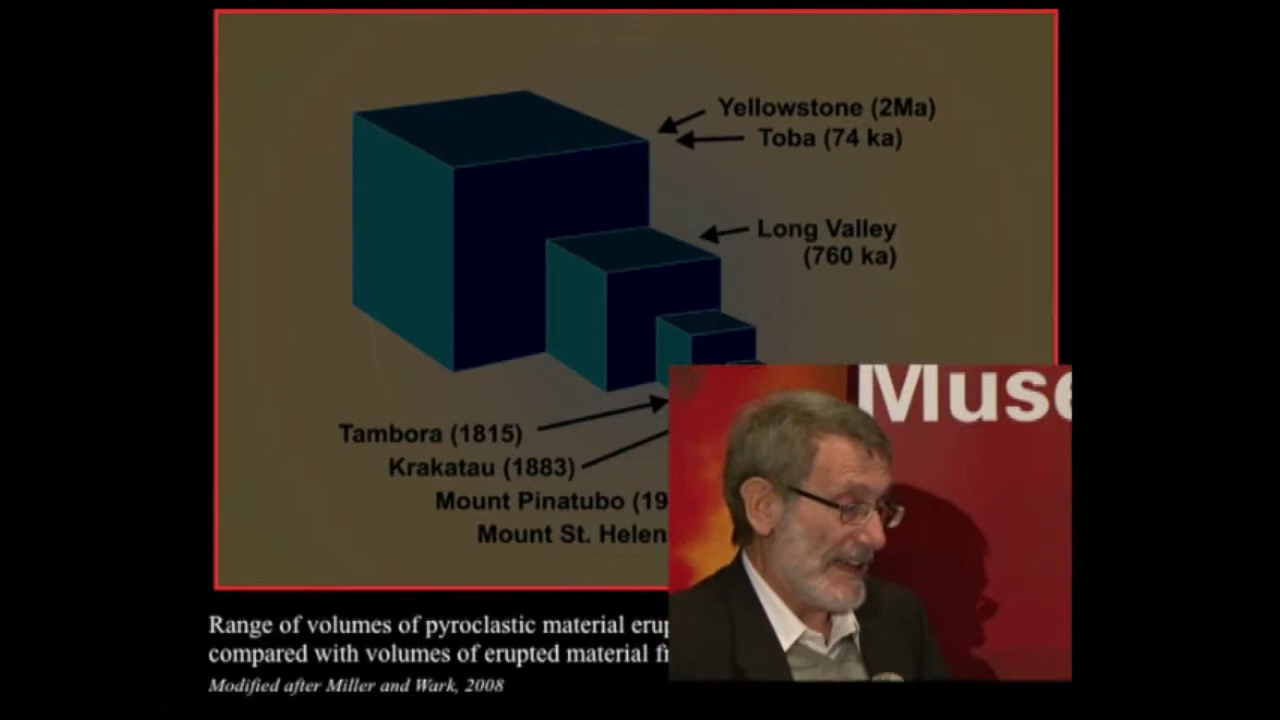 Yellowstone (2Ma)
Toba (74 ka)
Long Valley
(760 ka)
Muse
Tambora (1815)
Krakatau (1883)
Mount Pinatubo (19
Mount St. Helen
Range of volumes of pyroclastic material erup
compared with volumes of erupted material fr
Modified after Miller and Wark, 2008